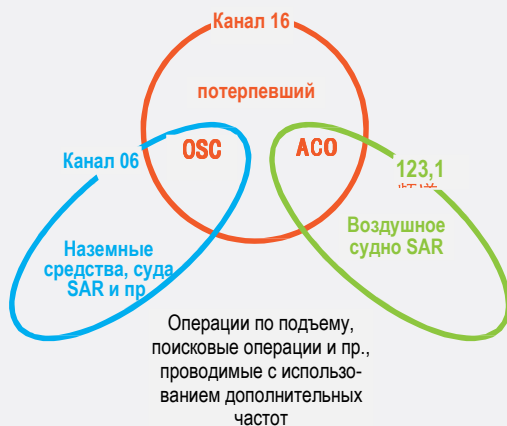 Канал 16
потерпевший
OSC
ACO
Канал 06
123,1
Наземные
средства, суда
SAR и пр
Воздушное
судно SAR
Операции по подъему,
поисковые операции и пр.,
проводимые с использо-
ванием дополнительных
частот